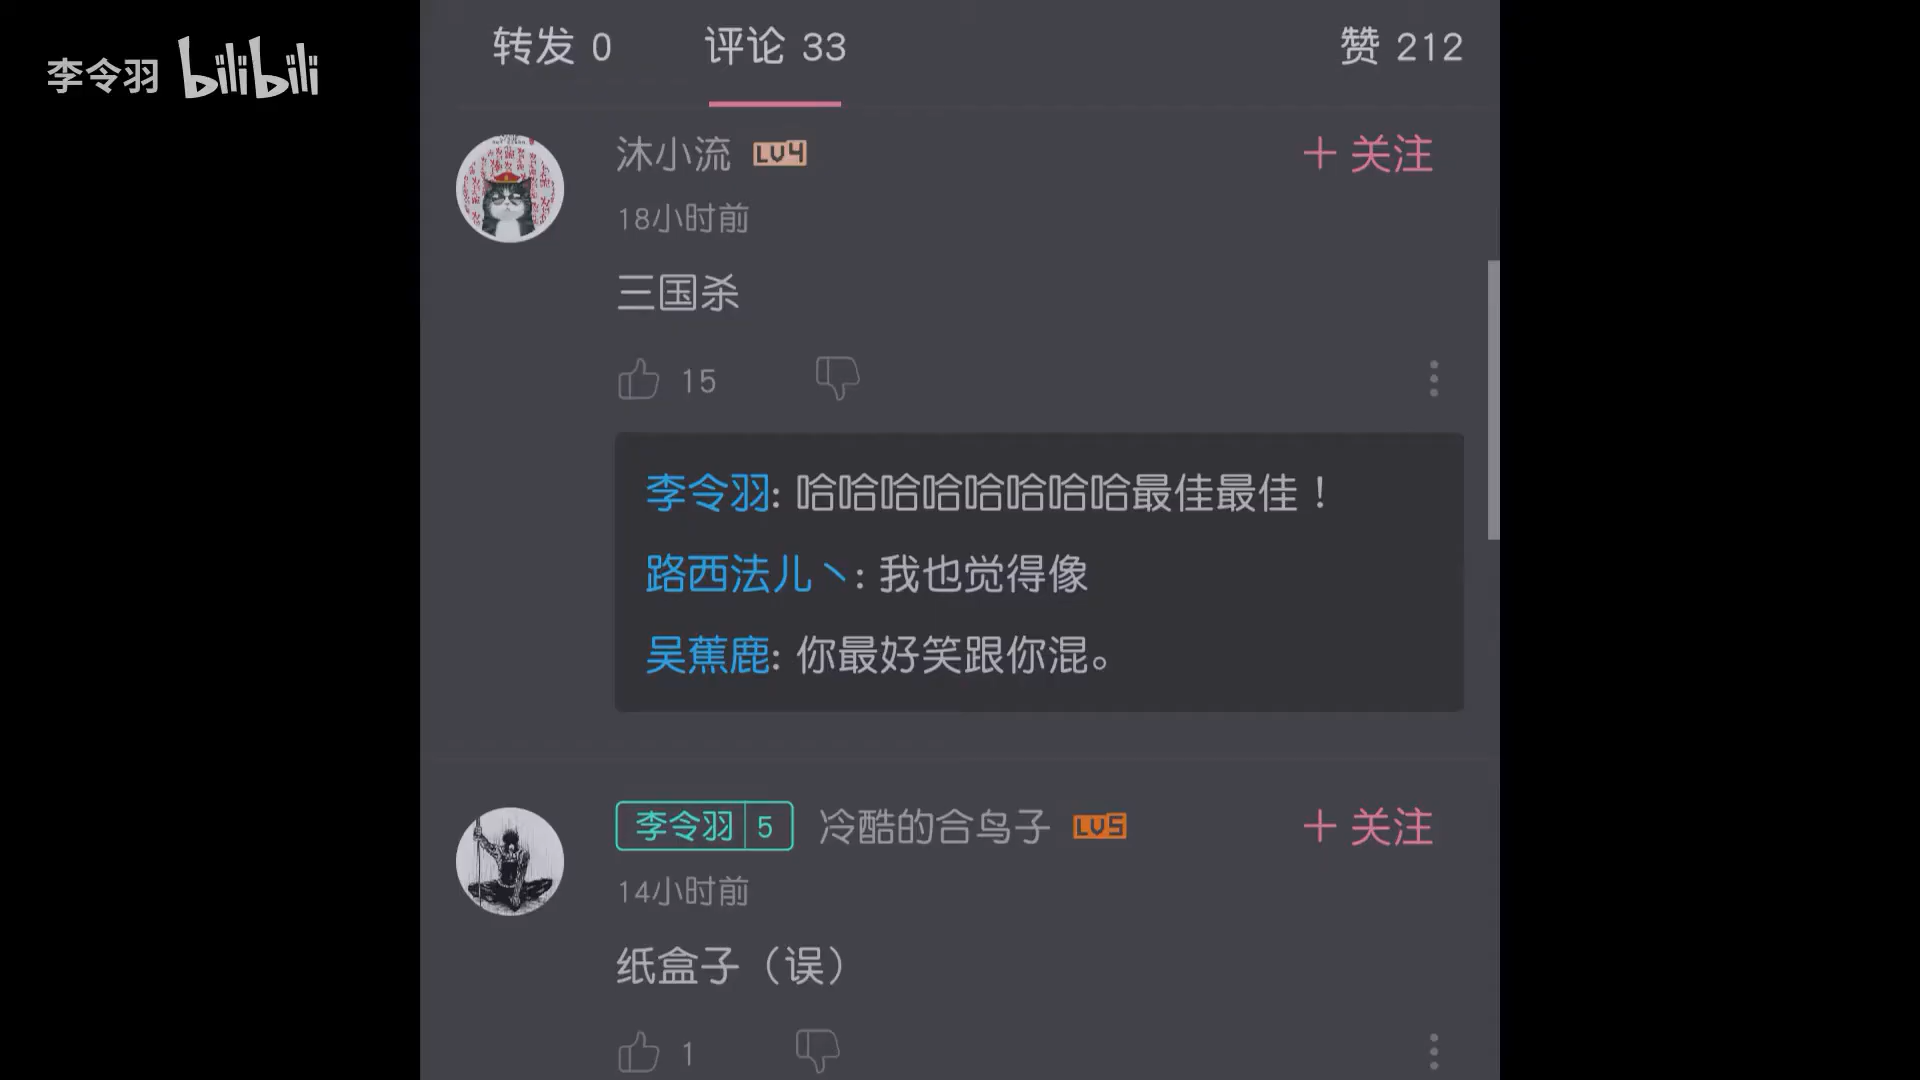 李令羽 bilibili
转发 0 评论 33 赞 212
沐小流 LV4 + 关注
18小时前
三国杀
15
李令羽: 哈哈哈哈哈哈哈哈最佳最佳！
路西法儿丶: 我也觉得像
吴蕉鹿: 你最好笑跟你混。
李令羽 5 冷酷的合鸟子 LV5 + 关注
14小时前
纸盒子（误）
1